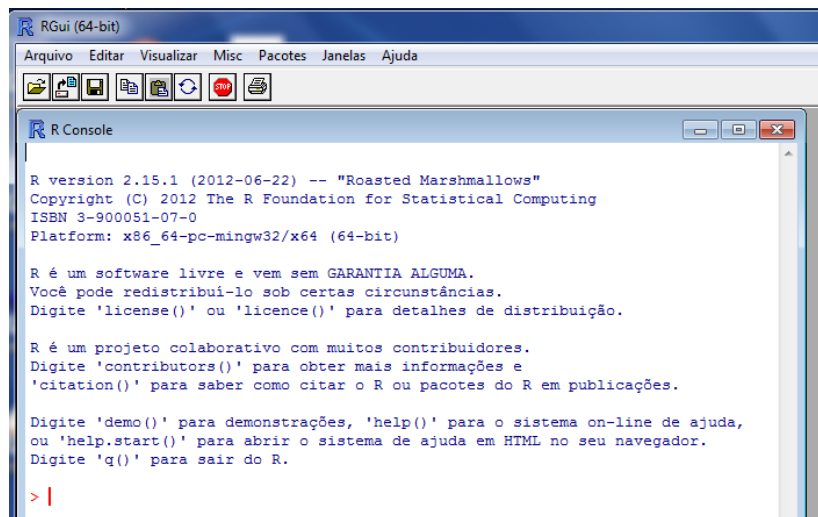 RGui (64-bit)
Arquivo Editar Visualizar Misc Pacotes Janelas Ajuda
STOP
R Console
R version 2.15.1 (2012-06-22) -- "Roasted Marshmallows"
Copyright (C) 2012 The R Foundation for Statistical Computing
ISBN 3-900051-07-0
Platform: x86_64-pc-mingw32/x64 (64-bit)
R é um software livre e vem sem GARANTIA ALGUMA.
Você pode redistribuí-lo sob certas circunstâncias.
Digite 'license()' ou 'licence()' para detalhes de distribuição.
R é um projeto colaborativo com muitos contribuidores.
Digite 'contributors()' para obter mais informações e
'citation()' para saber como citar o R ou pacotes do R em publicações.
Digite 'demo()' para demonstrações, 'help()' para o sistema on-line de ajuda,
ou 'help.start()' para abrir o sistema de ajuda em HTML no seu navegador.
Digite 'q()' para sair do R.
>